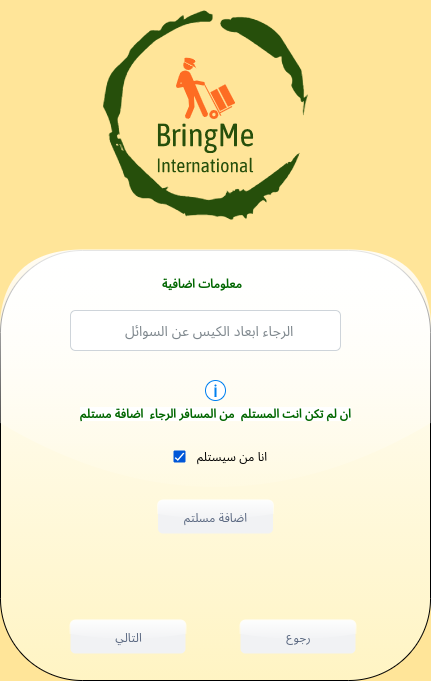 BringMe
International
معلومات اضافية
الرجاء ابعاد الكيس عن السوائل
ان لم تكن انت المستلم من المسافر الرجاء اضافة مستلم
انا من سيستلم
اضافة مسلتم
رجوع
التالي